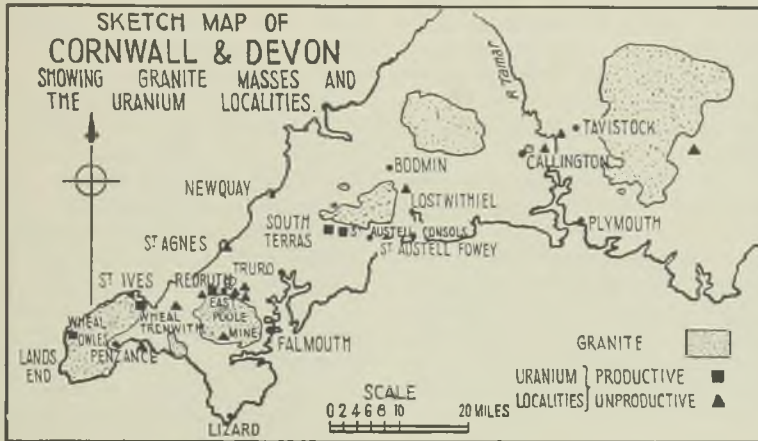 SKETCH MAP OF
CORNWALL & DEVON
SHOWING GRANITE MASSES AND
THE URANIUM LOCALITIES.
R Tamar
TAVISTOCK
CALLINGTON
BODMIN
LOSTWITHIEL
NEWQUAY
PLYMOUTH
SOUTH
TERRAS
ST AUSTELL CONSOLS
ST AUSTELL FOWEY
ST AGNES
TRURO
ST IVES
REDRUTH
EAST
POOLE
MINE
WHEAL
TRENWITH
WHEAL
OWLES
FALMOUTH
LANDS
END
PENZANCE
LIZARD
GRANITE
URANIUM PRODUCTIVE
LOCALITIES UNPRODUCTIVE
SCALE
0 2 4 6 8 10 20 MILES